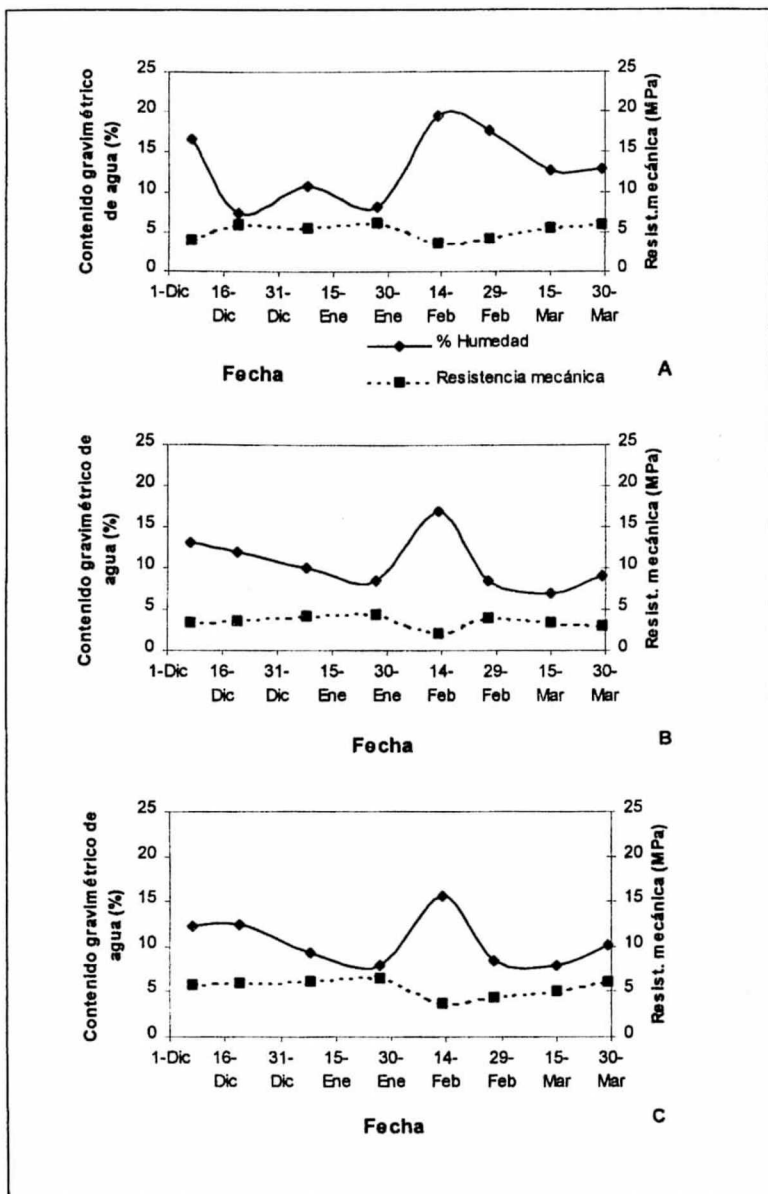 25
20
15
10
5
0
Contenido gravimétrico
de agua (%)
25
20
15
10
5
0
Resist.mecánica (MPa)
1-Dic 16- 31- 15- 30- 14- 29- 15- 30-
Dic Dic Ene Ene Feb Feb Mar Mar
% Humedad
Resistencia mecánica
Fecha
A
25
20
15
10
5
0
Contenido gravimétrico de
agua (%)
25
20
15
10
5
0
Resist. mecánica (MPa)
1-Dic 16- 31- 15- 30- 14- 29- 15- 30-
Dic Dic Ene Ene Feb Feb Mar Mar
Fecha
B
25
20
15
10
5
0
Contenido gravimétrico de
agua (%)
25
20
15
10
5
0
Resist. mecánica (MPa)
1-Dic 16- 31- 15- 30- 14- 29- 15- 30-
Dic Dic Ene Ene Feb Feb Mar Mar
Fecha
C